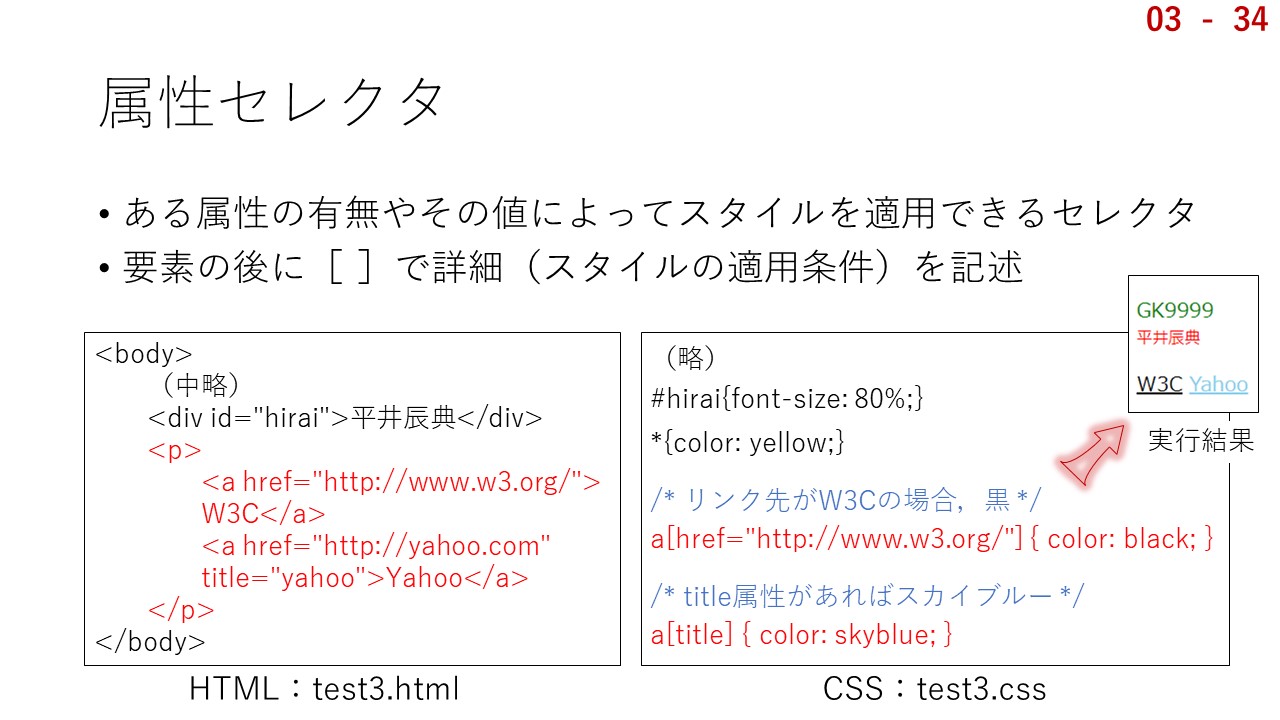 03 - 34
属性セレクタ
• ある属性の有無やその値によってスタイルを適用できるセレクタ
• 要素の後に［ ］で詳細（スタイルの適用条件）を記述
<body>
（中略）
<div id="hirai">平井辰典</div>
<p>
<a href="http://www.w3.org/">
W3C</a>
<a href="http://yahoo.com"
title="yahoo">Yahoo</a>
</p>
</body>
HTML：test3.html
（略）
#hirai{font-size: 80%;}
*{color: yellow;}
/* リンク先がW3Cの場合，黒 */
a[href="http://www.w3.org/"] { color: black; }
/* title属性があればスカイブルー */
a[title] { color: skyblue; }
CSS：test3.css
GK9999
平井辰典
W3C Yahoo
実行結果